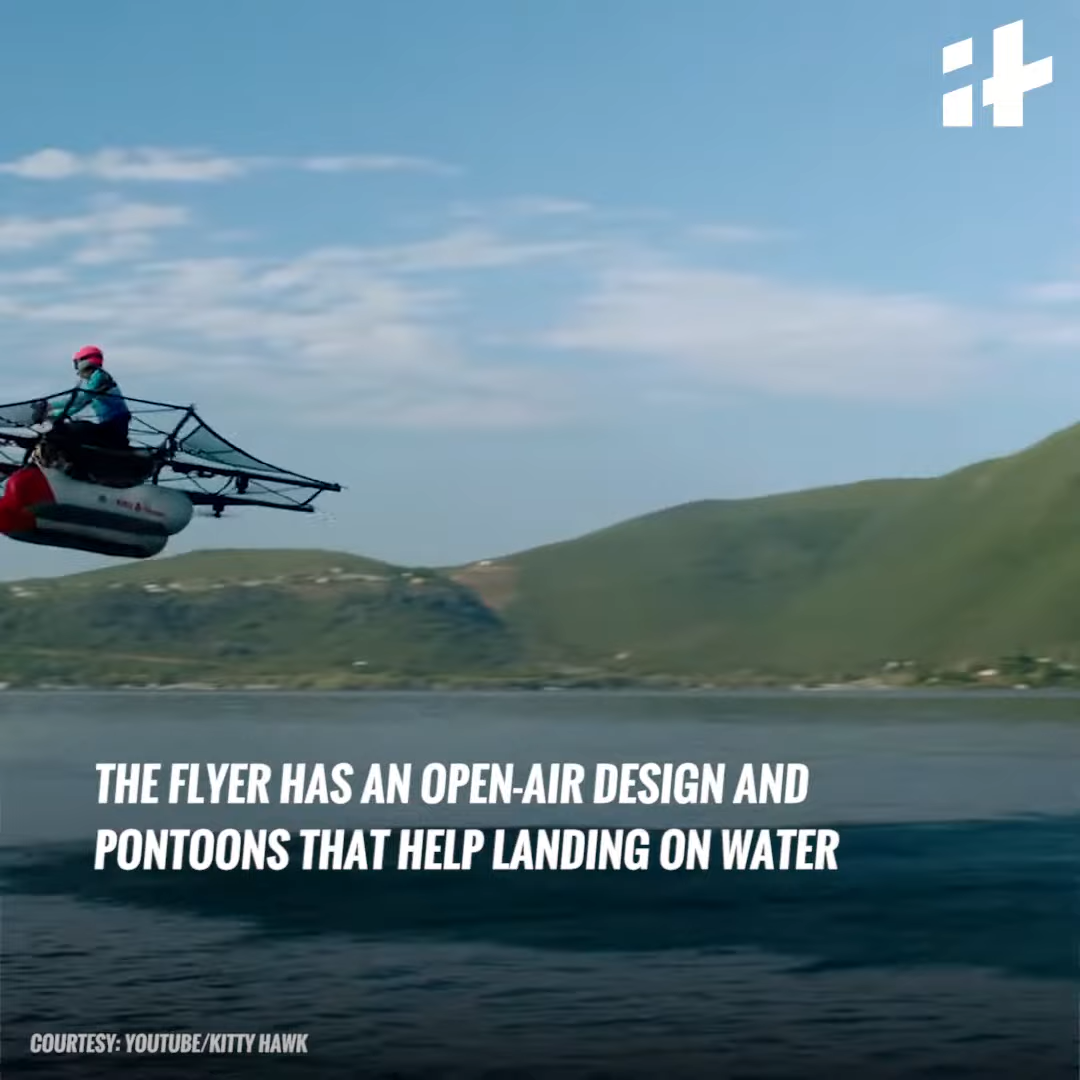 THE FLYER HAS AN OPEN-AIR DESIGN AND
PONTOONS THAT HELP LANDING ON WATER
COURTESY: YOUTUBE/KITTY HAWK